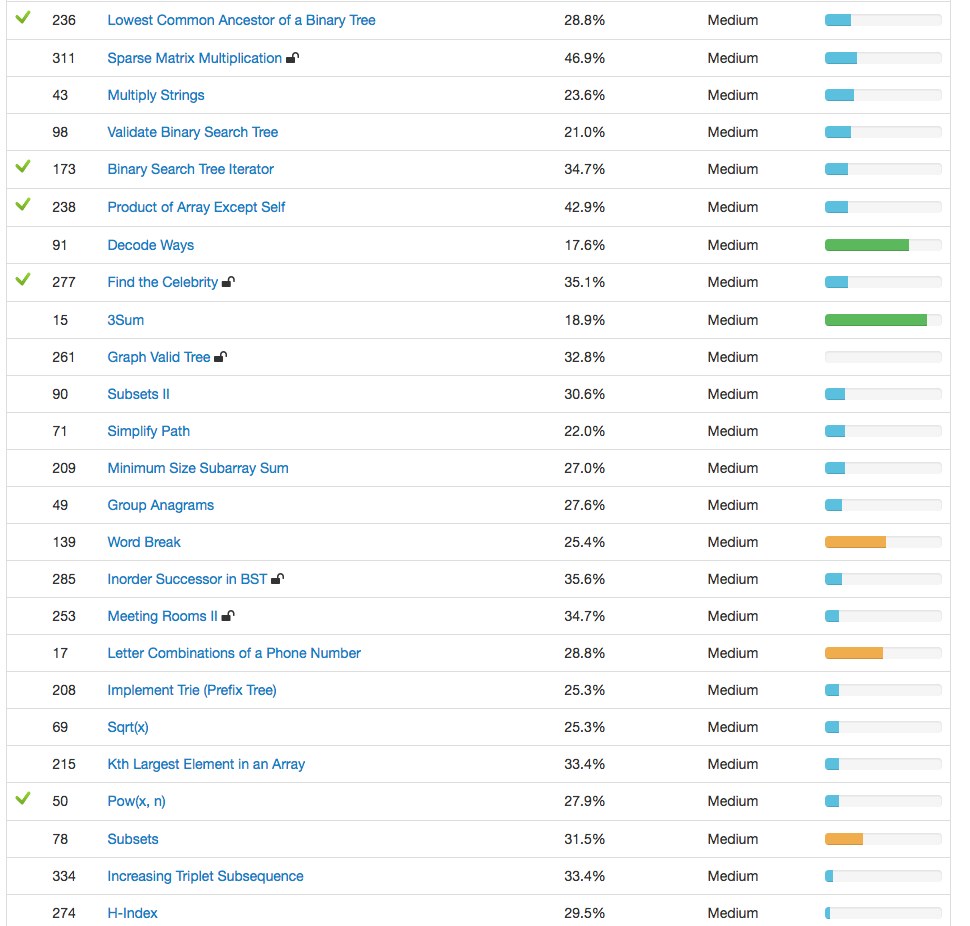 236 Lowest Common Ancestor of a Binary Tree 28.8% Medium
311 Sparse Matrix Multiplication 46.9% Medium
43 Multiply Strings 23.6% Medium
98 Validate Binary Search Tree 21.0% Medium
173 Binary Search Tree Iterator 34.7% Medium
238 Product of Array Except Self 42.9% Medium
91 Decode Ways 17.6% Medium
277 Find the Celebrity 35.1% Medium
15 3Sum 18.9% Medium
261 Graph Valid Tree 32.8% Medium
90 Subsets II 30.6% Medium
71 Simplify Path 22.0% Medium
209 Minimum Size Subarray Sum 27.0% Medium
49 Group Anagrams 27.6% Medium
139 Word Break 25.4% Medium
285 Inorder Successor in BST 35.6% Medium
253 Meeting Rooms II 34.7% Medium
17 Letter Combinations of a Phone Number 28.8% Medium
208 Implement Trie (Prefix Tree) 25.3% Medium
69 Sqrt(x) 25.3% Medium
215 Kth Largest Element in an Array 33.4% Medium
50 Pow(x, n) 27.9% Medium
78 Subsets 31.5% Medium
334 Increasing Triplet Subsequence 33.4% Medium
274 H-Index 29.5% Medium